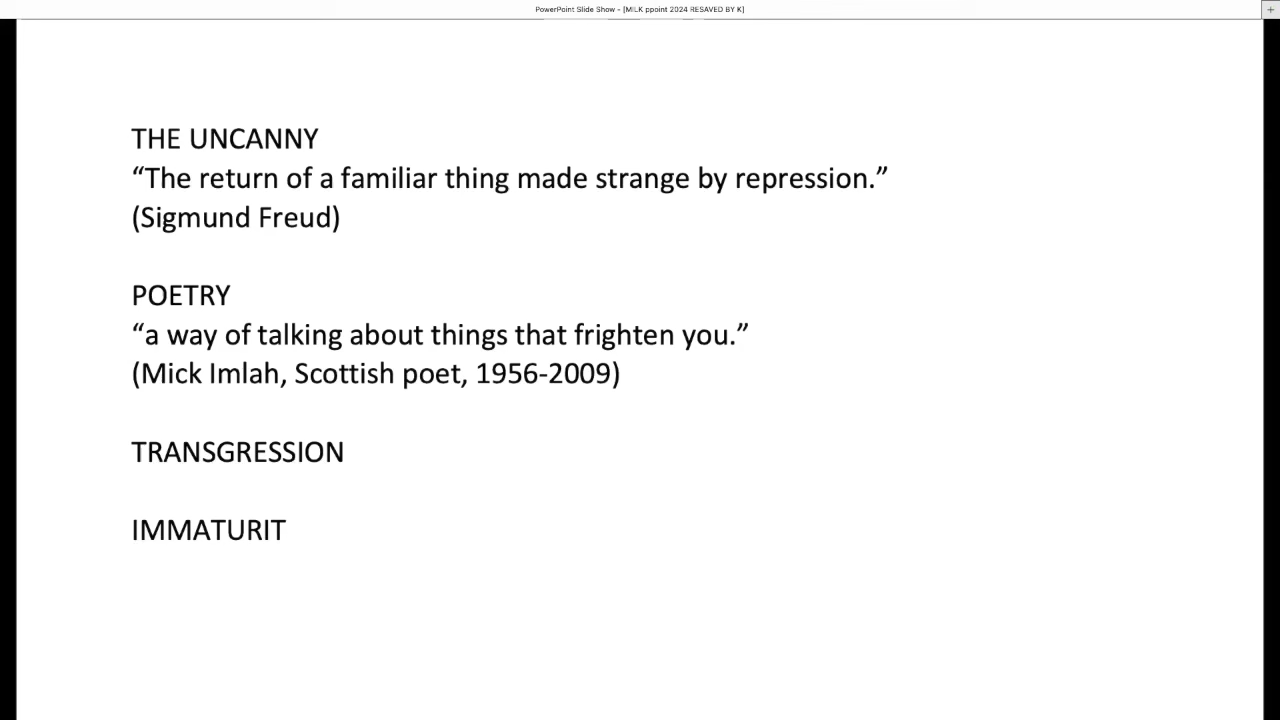 PowerPoint Slide Show - [MILK ppoint 2024 RESAVED BY K]
THE UNCANNY
“The return of a familiar thing made strange by repression.”
(Sigmund Freud)
POETRY
“a way of talking about things that frighten you.”
(Mick Imlah, Scottish poet, 1956-2009)
TRANSGRESSION
IMMATURIT